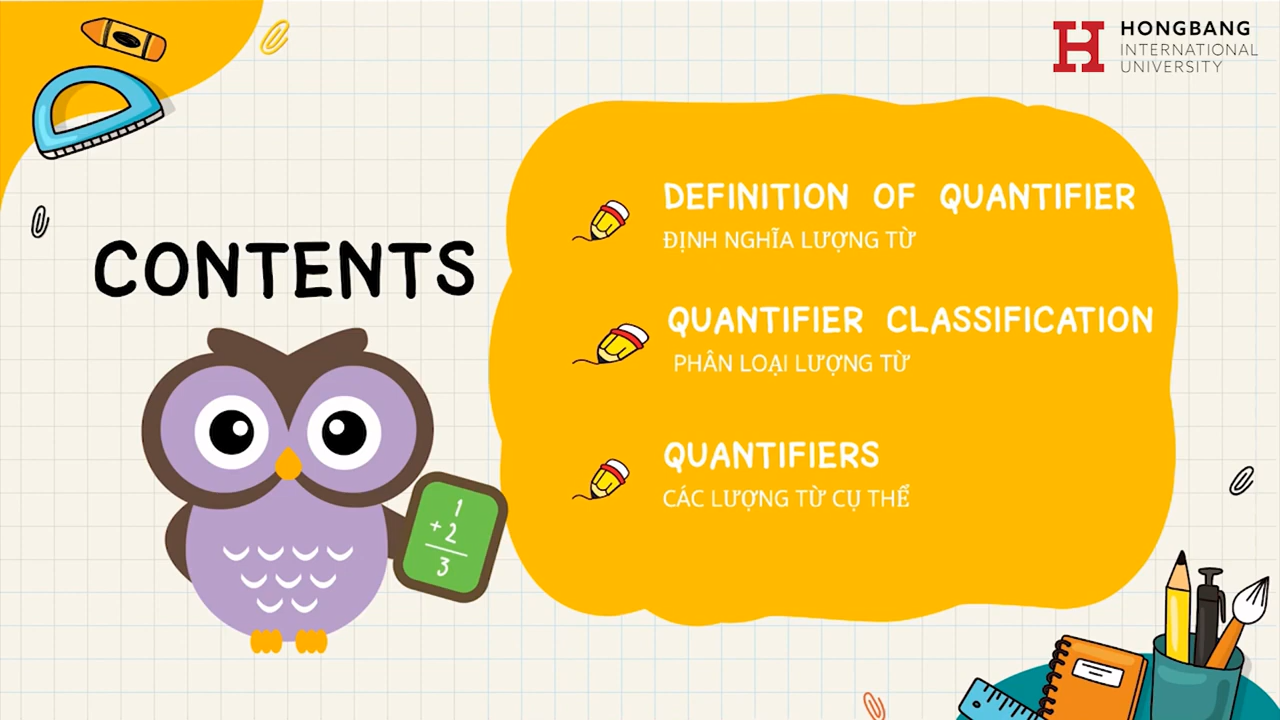 HONGBANG
INTERNATIONAL
UNIVERSITY
CONTENTS
DEFINITION OF QUANTIFIER
ĐỊNH NGHĨA LƯỢNG TỪ
QUANTIFIER CLASSIFICATION
PHÂN LOẠI LƯỢNG TỪ
QUANTIFIERS
CÁC LƯỢNG TỪ CỤ THỂ
1
+ 2
3